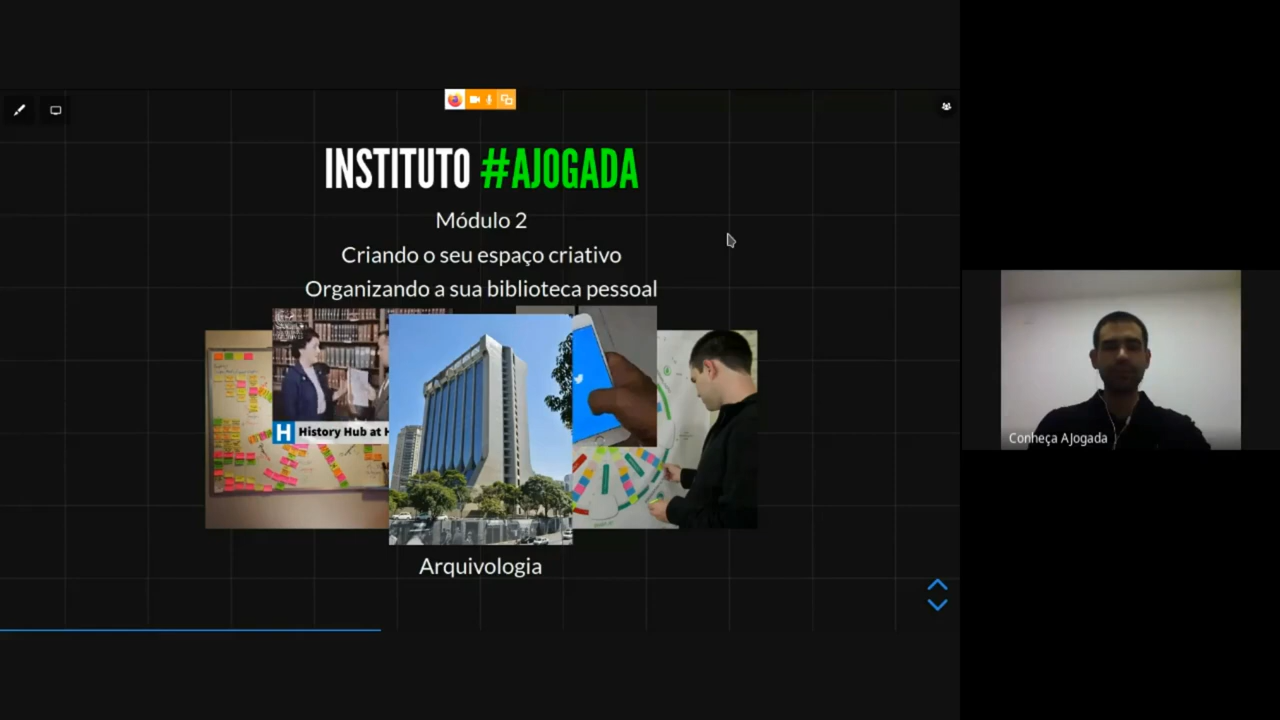 INSTITUTO #AJOGADA
Módulo 2
Criando o seu espaço criativo
Organizando a sua biblioteca pessoal
H History Hub at H
Arquivologia
Conheça AJogada